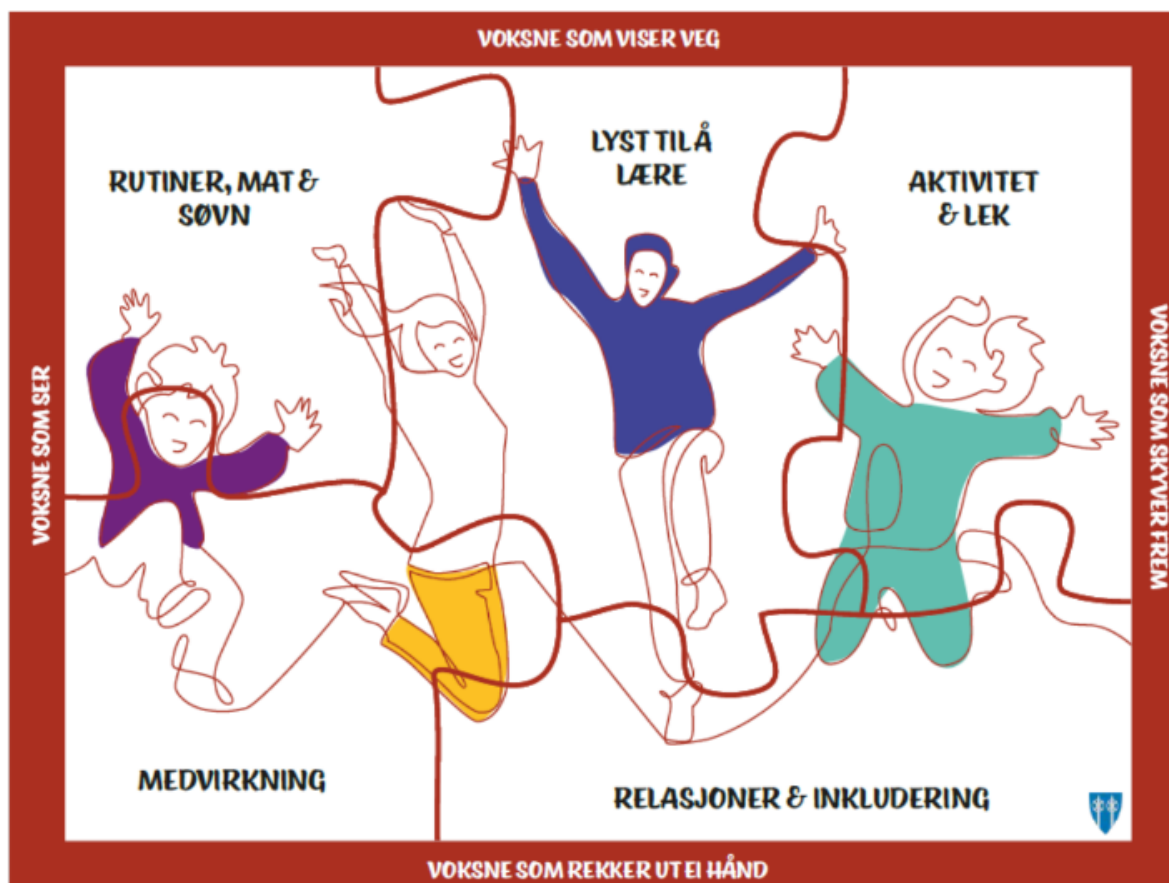 VOKSNE SOM VISER VEG
RUTINER, MAT &
SØVN
LYST TIL Å
LÆRE
AKTIVITET
& LEK
VOKSNE SOM SER
VOKSNE SOM SKYVER FREM
MEDVIRKNING
RELASJONER & INKLUDERING
VOKSNE SOM REKKER UT EI HÅND